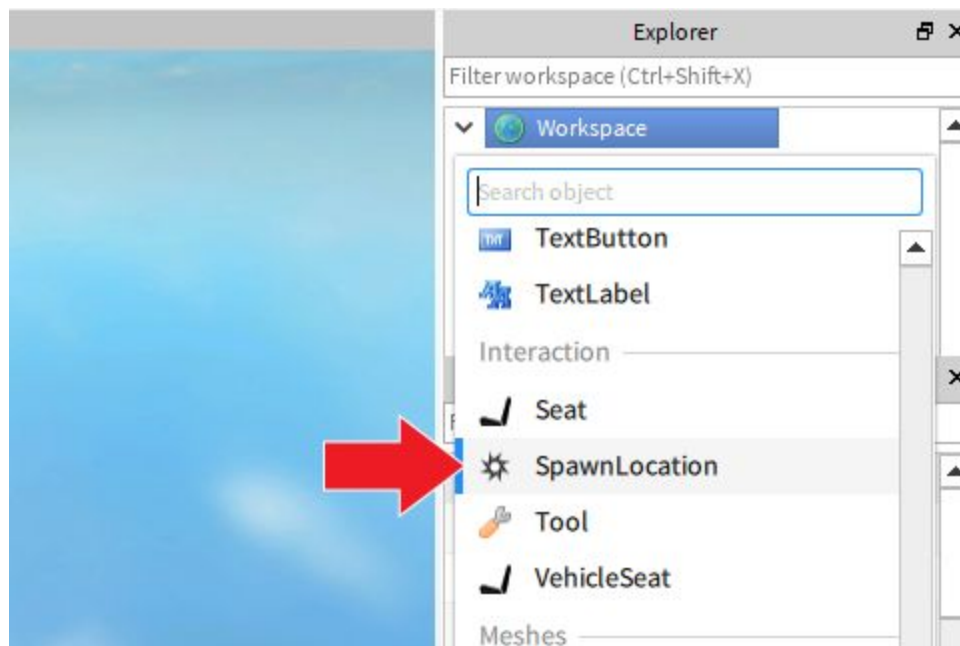 Explorer
Filter workspace (Ctrl+Shift+X)
Workspace
Search object
TextButton
TextLabel
Interaction
Seat
SpawnLocation
Tool
VehicleSeat
Meshes